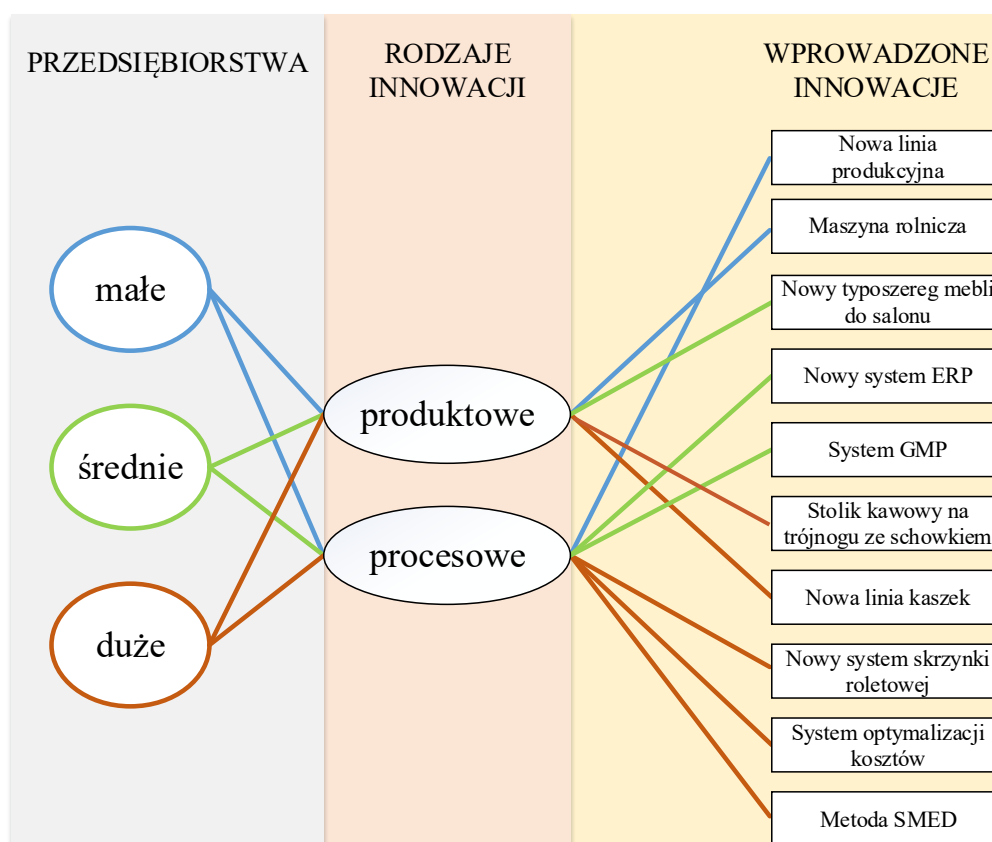 PRZEDSIĘBIORSTWA
RODZAJE
INNOWACJI
WPROWADZONE
INNOWACJE
małe
średnie
duże
produktowe
procesowe
Nowa linia
produkcyjna
Maszyna rolnicza
Nowy typoszereg mebli
do salonu
Nowy system ERP
System GMP
Stolik kawowy na
trójnogu ze schowkiem
Nowa linia kaszek
Nowy system skrzynki
roletowej
System optymalizacji
kosztów
Metoda SMED